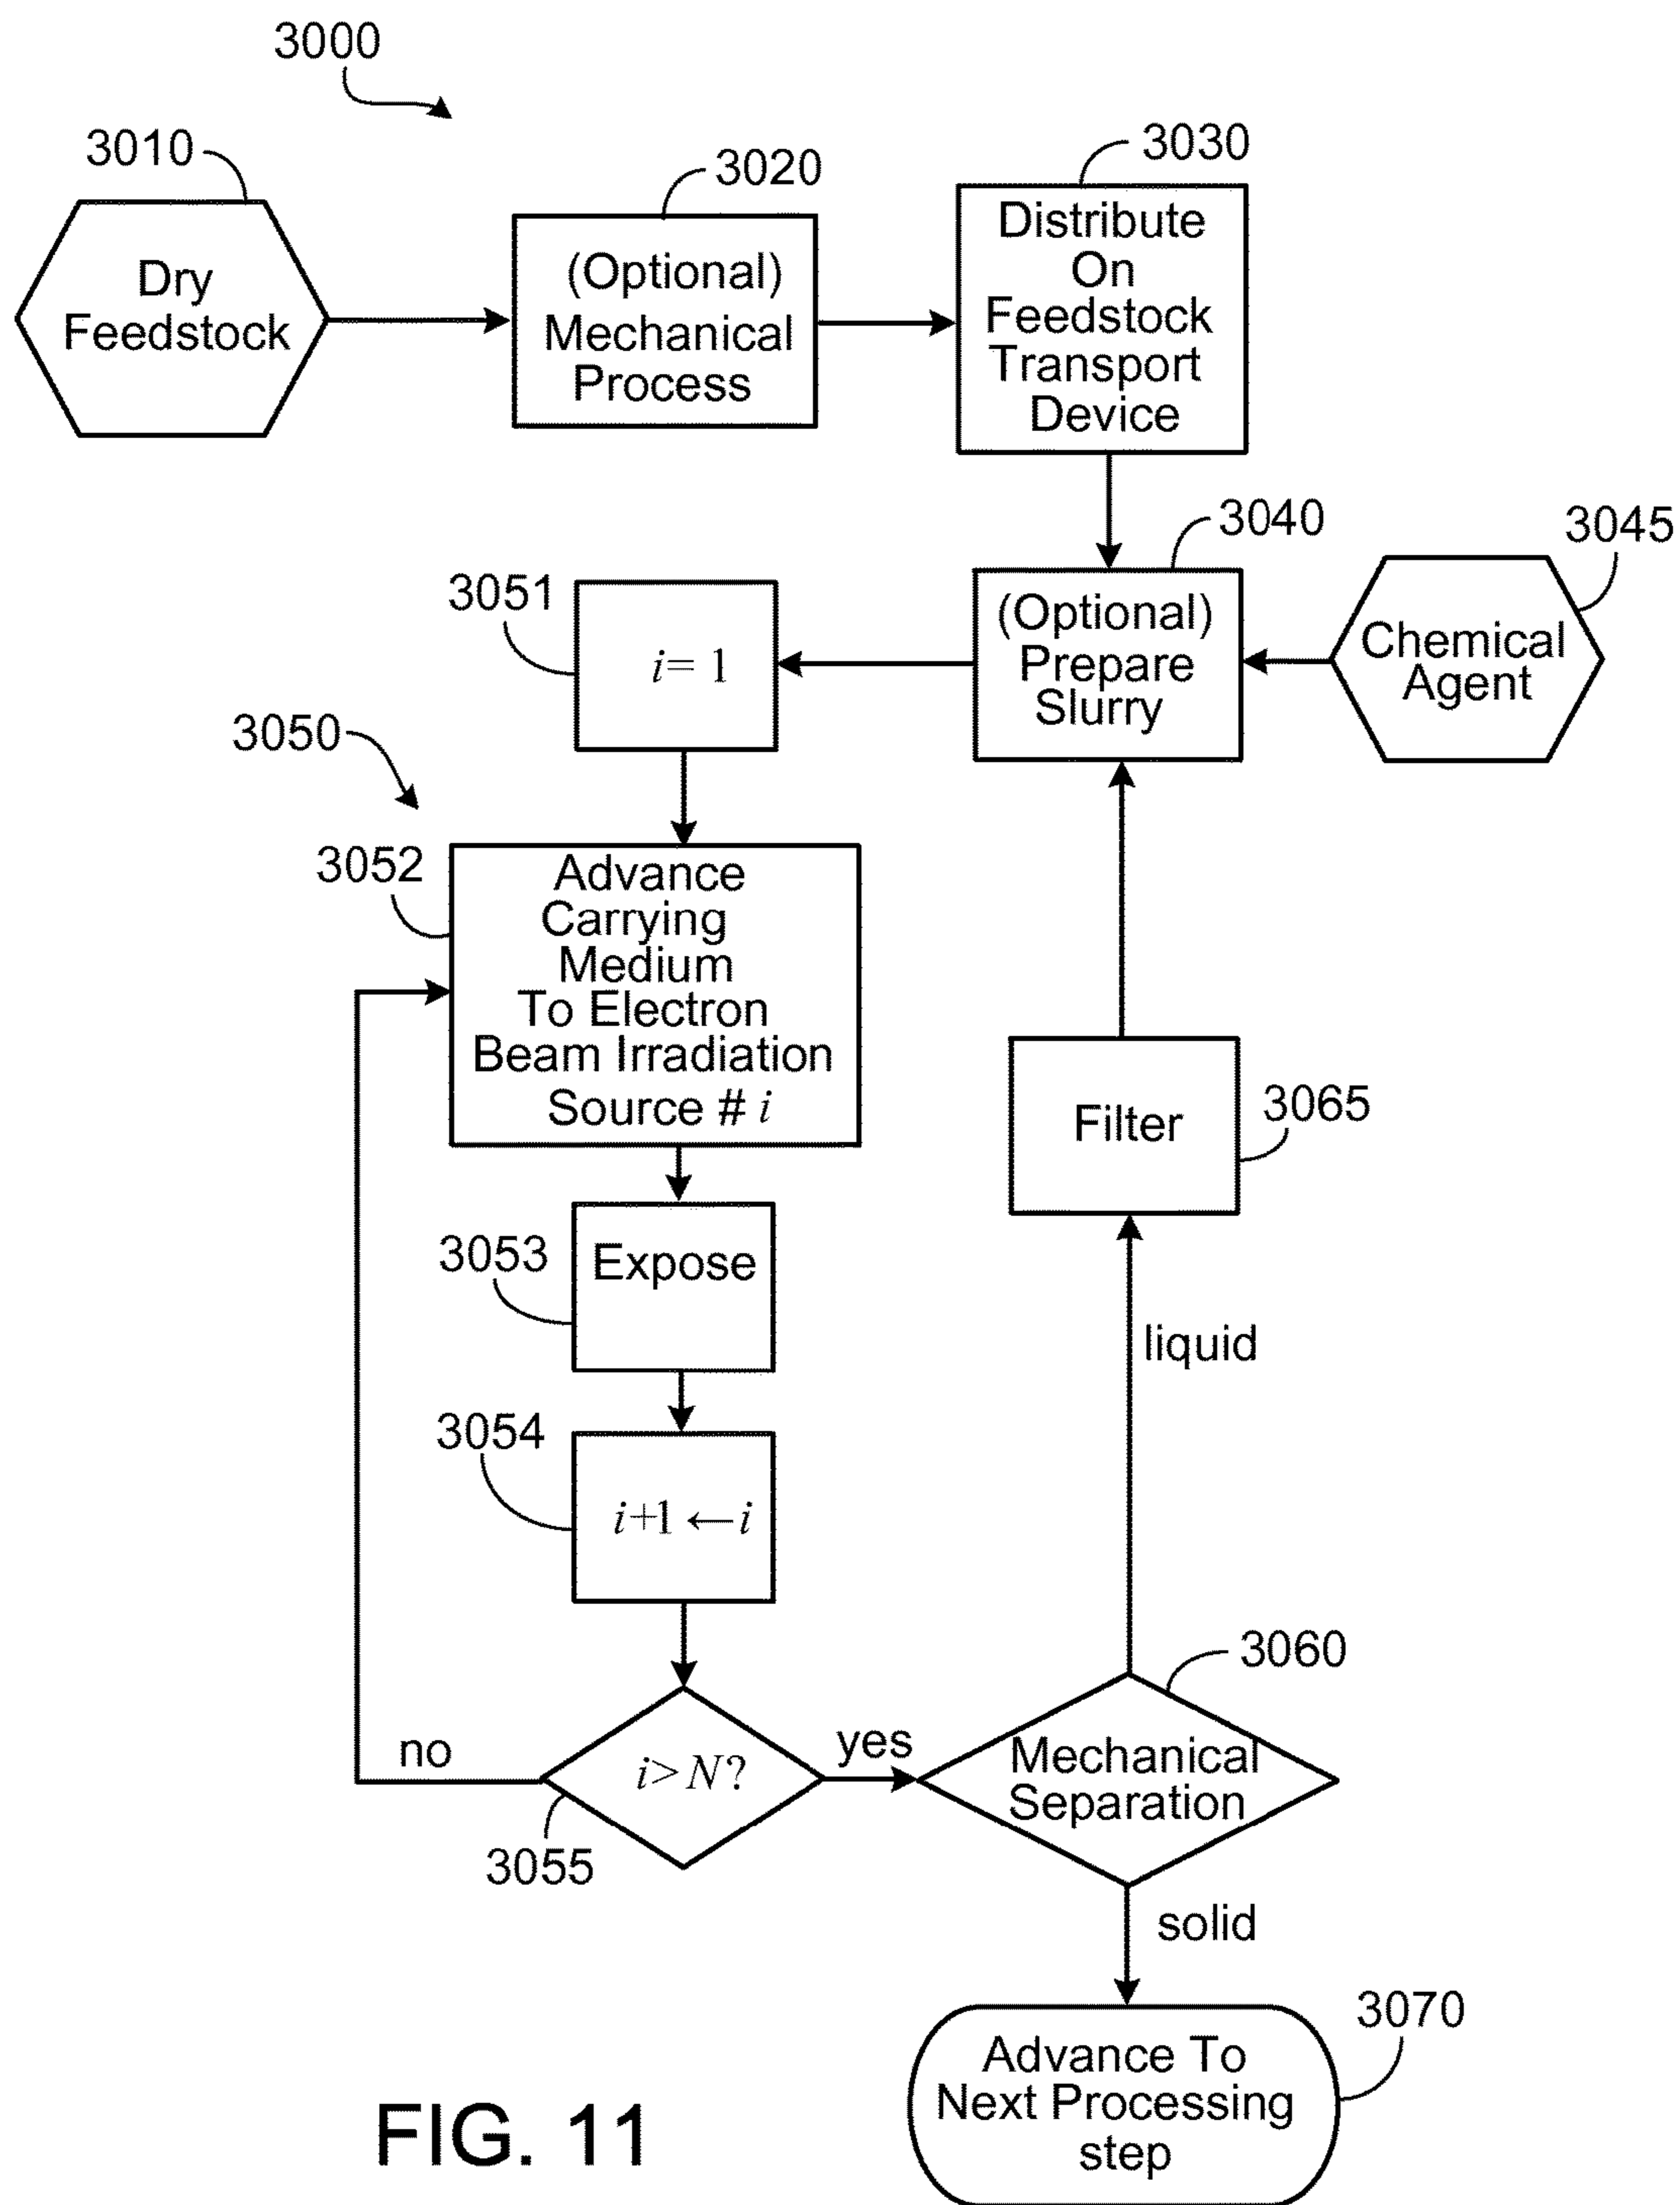 3000
3010
3020
3030
Dry
Feedstock
(Optional)
Mechanical
Process
Distribute
On
Feedstock
Transport
Device
3040
3045
3051
i= 1
(Optional)
Prepare
Slurry
Chemical
Agent
3050
3052
Advance
Carrying
Medium
To Electron
Beam Irradiation
Source # i
Filter
3065
3053
Expose
liquid
3054
i+1 ←i
3060
no
i>N?
yes
Mechanical
Separation
3055
solid
3070
Advance To
Next Processing
step
FIG. 11